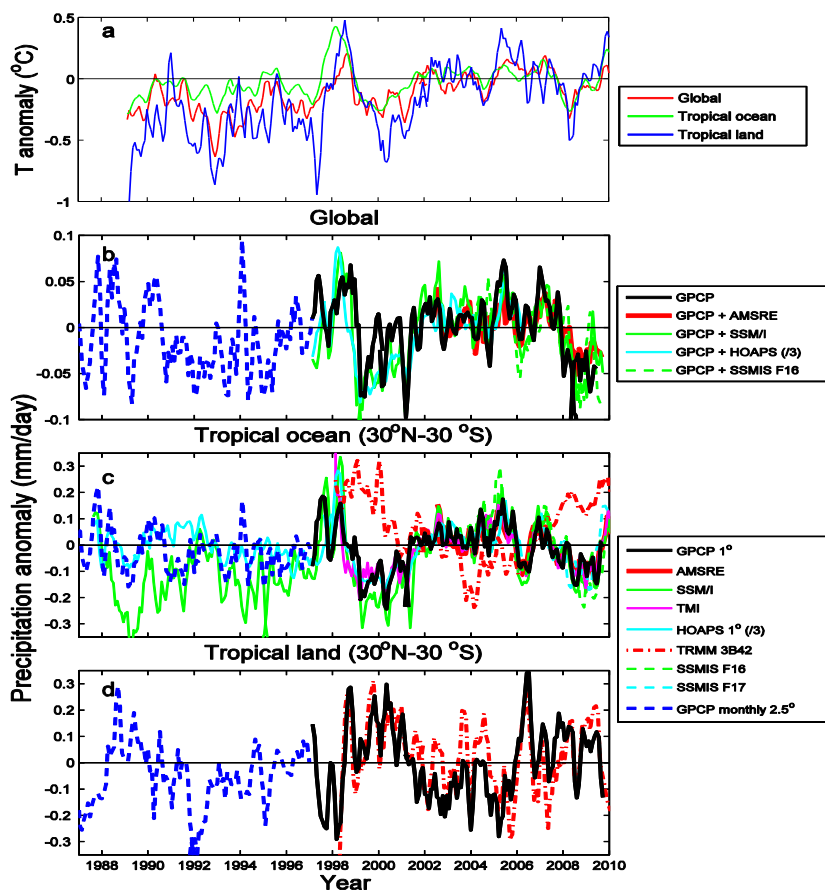 a
0.5
0
-0.5
-1
T anomaly (°C)
Global
Tropical ocean
Tropical land
Global
b
0.1
0.05
0
-0.05
-0.1
GPCP
GPCP + AMSRE
GPCP + SSM/I
GPCP + HOAPS (/3)
GPCP + SSMIS F16
Tropical ocean (30°N-30 °S)
Precipitation anomaly (mm/day)
c
0.3
0.2
0.1
0
-0.1
-0.2
-0.3
GPCP 1°
AMSRE
SSM/I
TMI
HOAPS 1° (/3)
TRMM 3B42
SSMIS F16
SSMIS F17
GPCP monthly 2.5°
Tropical land (30°N-30 °S)
d
0.3
0.2
0.1
0
-0.1
-0.2
-0.3
1988 1990 1992 1994 1996 1998 2000 2002 2004 2006 2008 2010
Year